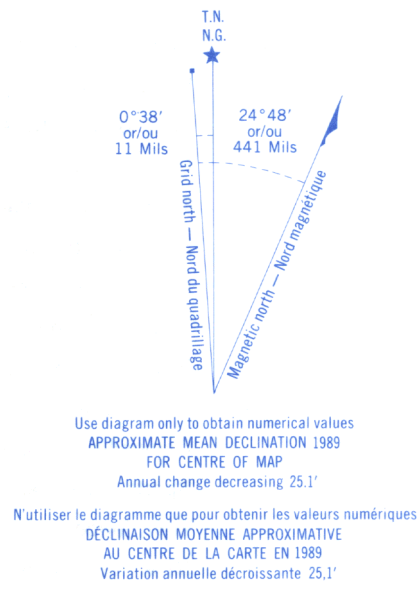 T.N.
N.G.
0°38′
or/ou
11 Mils
24°48′
or/ou
441 Mils
Grid north — Nord du quadrillage
Magnetic north — Nord magnétique
Use diagram only to obtain numerical values
APPROXIMATE MEAN DECLINATION 1989
FOR CENTRE OF MAP
Annual change decreasing 25.1′
N'utiliser le diagramme que pour obtenir les valeurs numériques
DÉCLINAISON MOYENNE APPROXIMATIVE
AU CENTRE DE LA CARTE EN 1989
Variation annuelle décroissante 25,1′